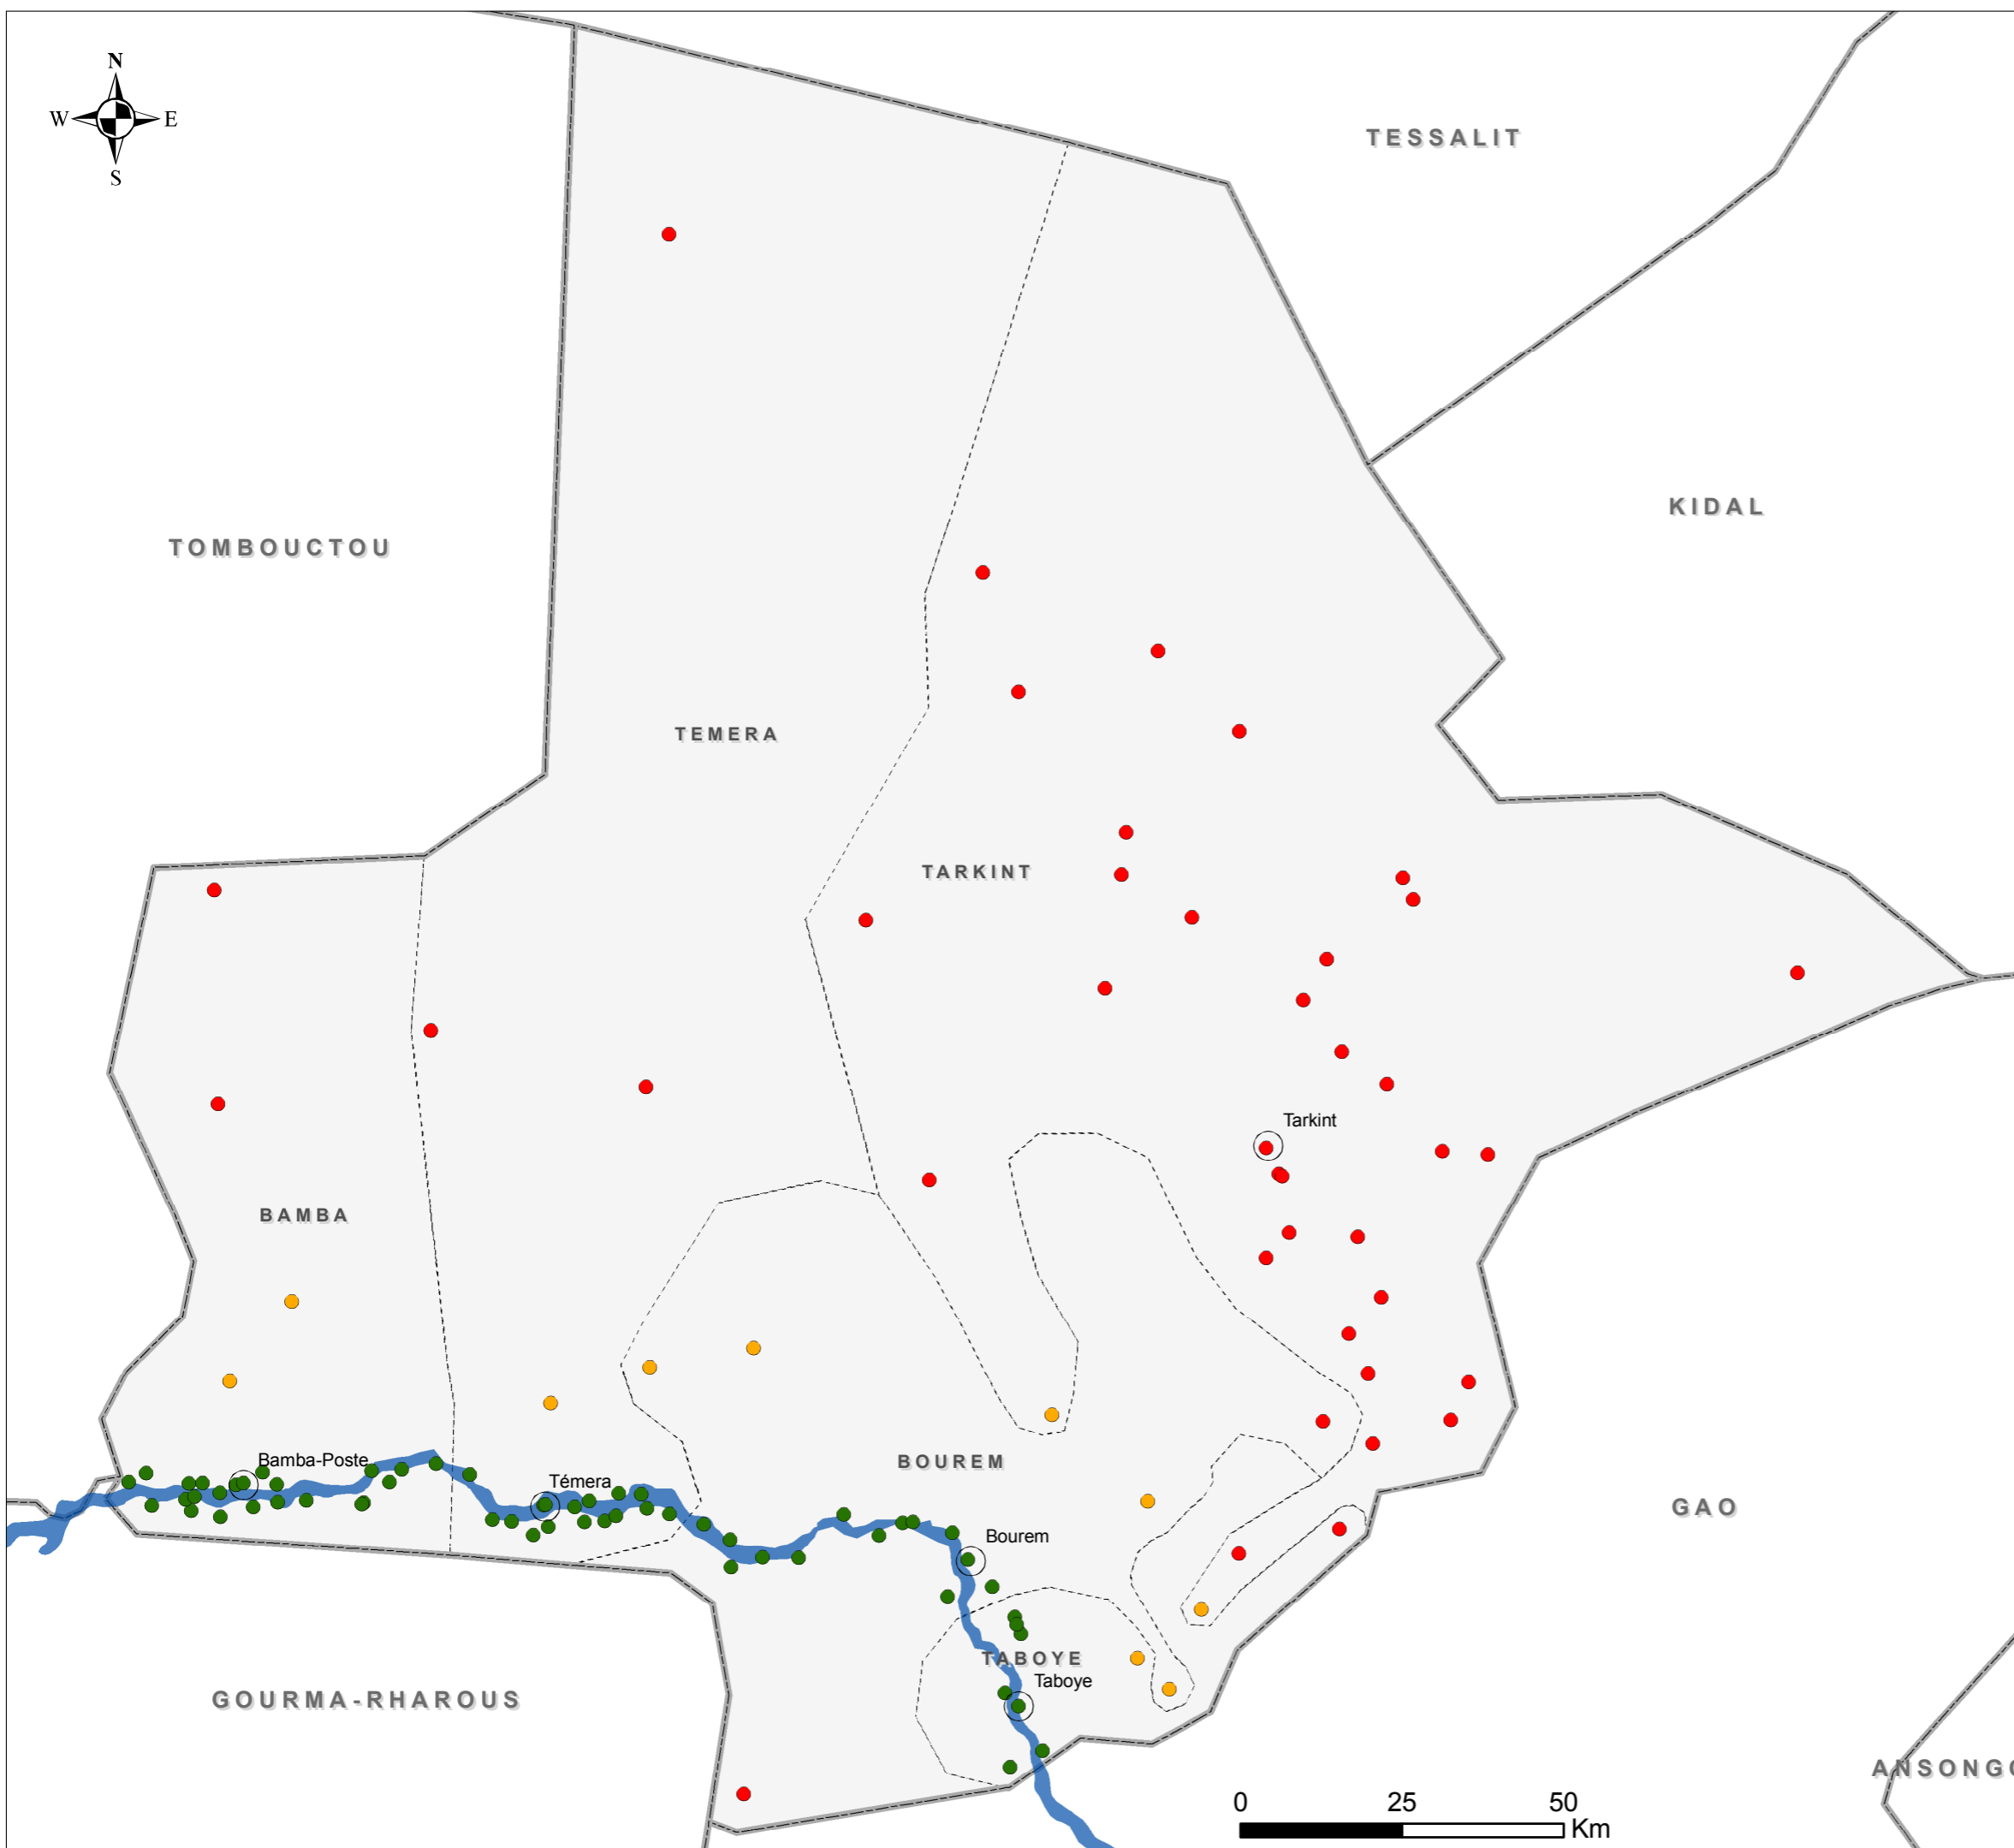 N
W E
S
TESSALIT
KIDAL
TOMBOUCTOU
TEMERA
TARKINT
Tarkint
BAMBA
Bamba-Poste
Témera
BOUREM
GAO
Bourem
TABOYE
Taboye
GOURMA-RHAROUS
ANSONGO
0 25 50
Km